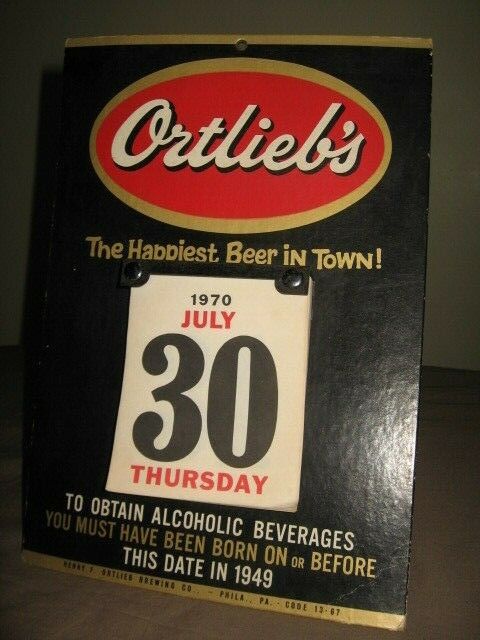 Ortlieb's
The Happiest Beer in Town!
1970
JULY
30
THURSDAY
TO OBTAIN ALCOHOLIC BEVERAGES
YOU MUST HAVE BEEN BORN ON OR BEFORE
THIS DATE IN 1949
HENRY F. ORTLIEB BREWING CO., - PHILA., PA. - CODE 13-67